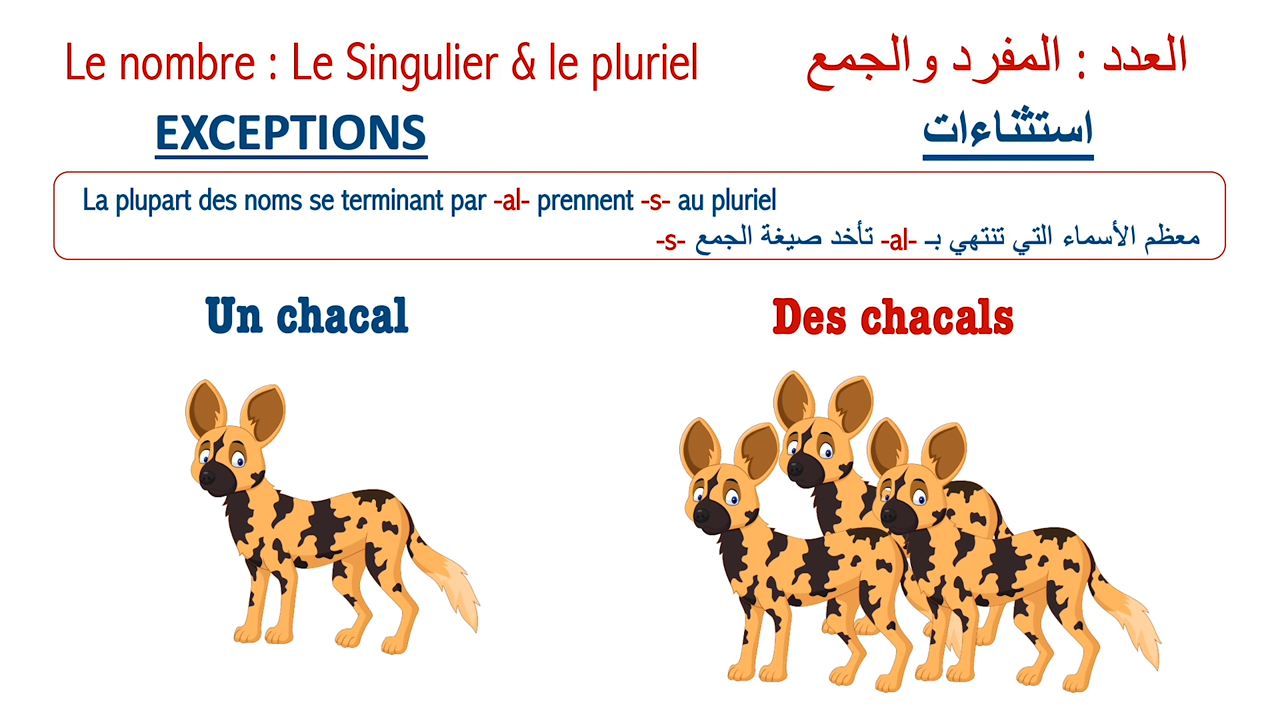 Le nombre : Le Singulier & le pluriel
العدد : المفرد والجمع
EXCEPTIONS
استثناءات
La plupart des noms se terminant par -al- prennent -s- au pluriel
معظم الأسماء التي تنتهي بـ -al- تأخد صيغة الجمع -s-
Un chacal
Des chacals